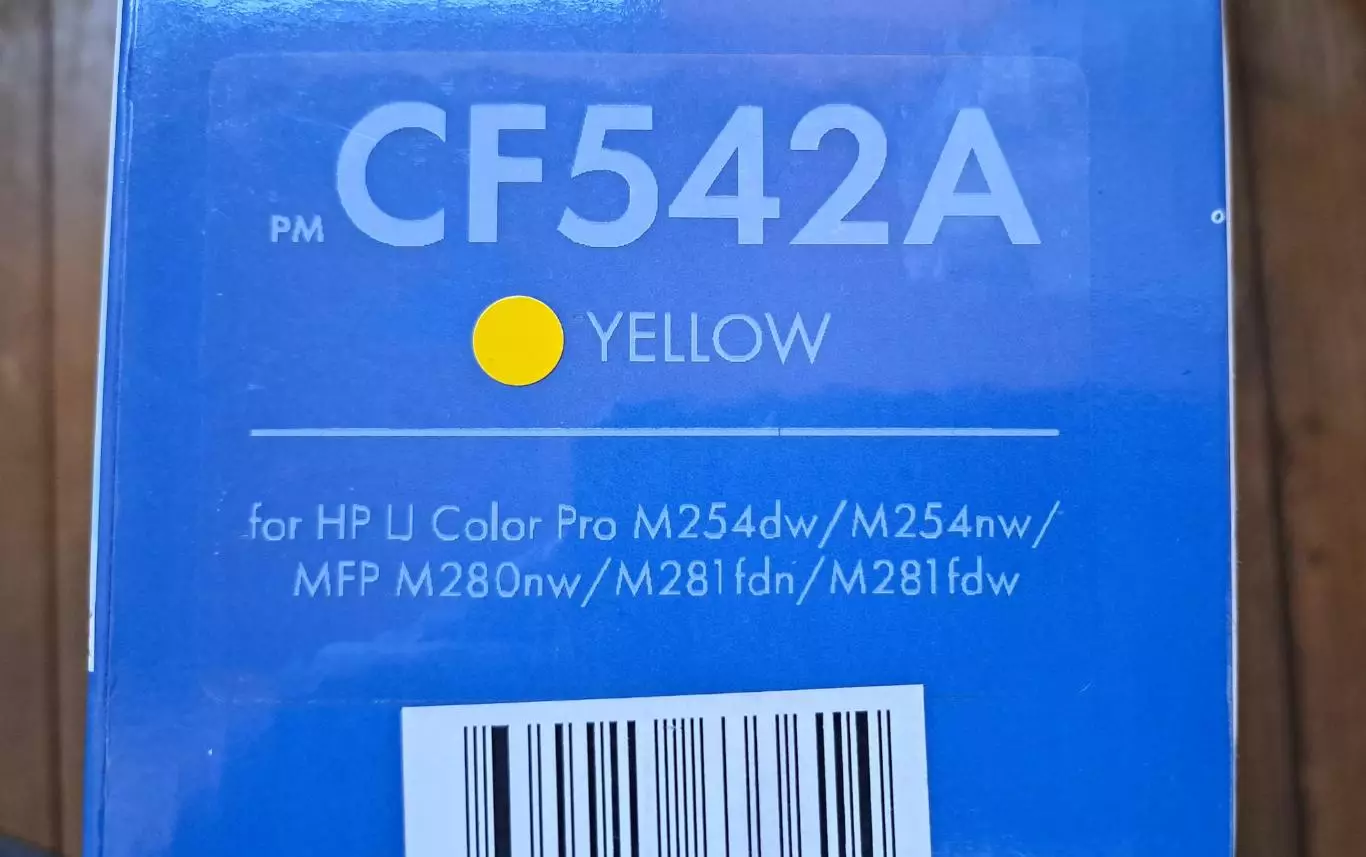 PM CF542A
YELLOW
for HP LJ Color Pro M254dw/M254nw/
MFP M280nw/M281fdn/M281fdw